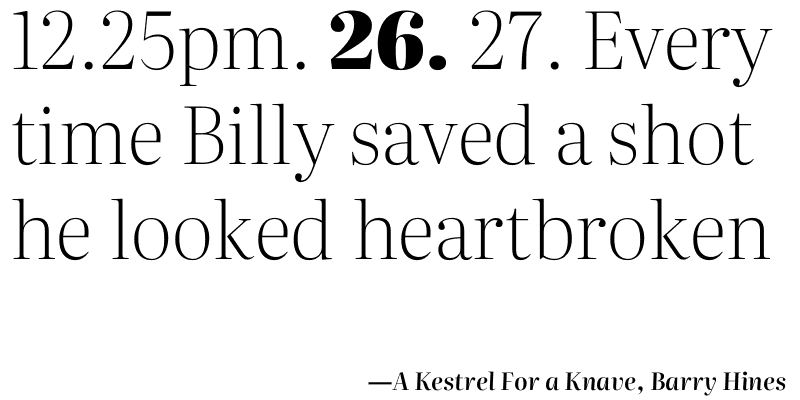 12.25pm. 26. 27. Every
time Billy saved a shot
he looked heartbroken
—A Kestrel For a Knave, Barry Hines